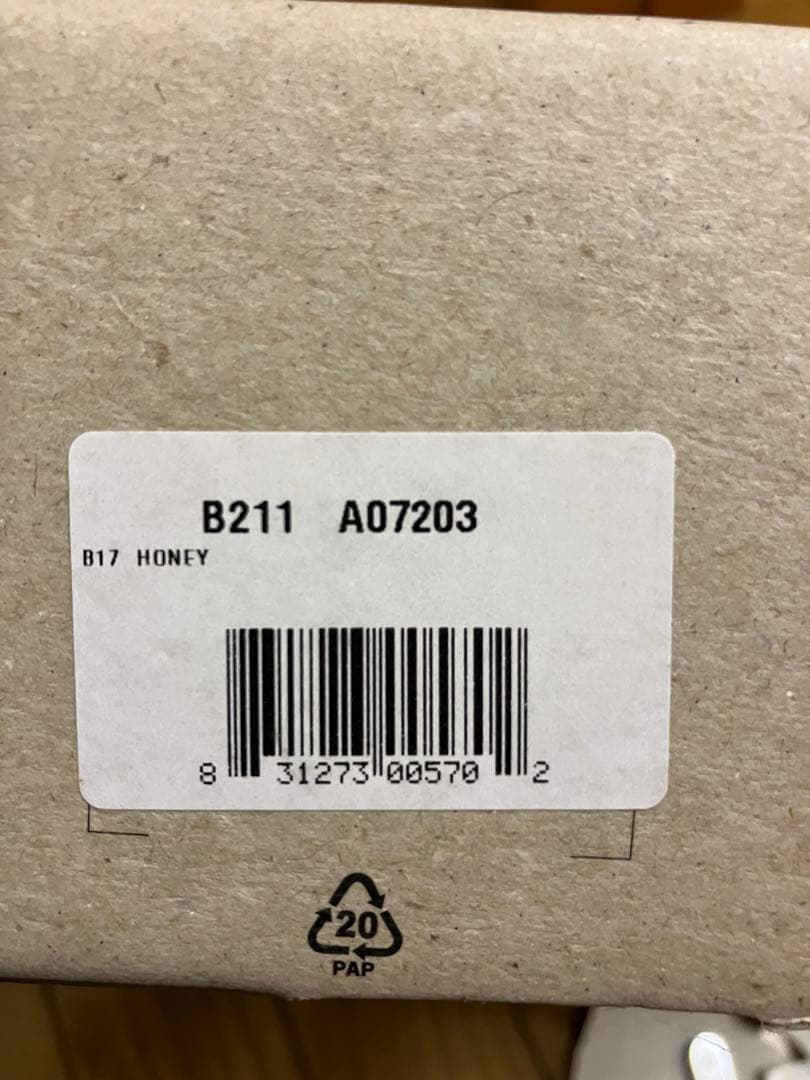 B211 A07203
B17 HONEY
8 31273 00570 2
20
PAP